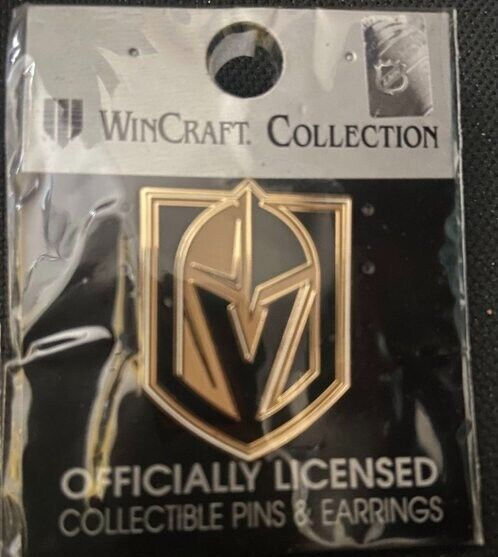 WINCRAFT. COLLECTION
OFFICIALLY LICENSED
COLLECTIBLE PINS & EARRINGS